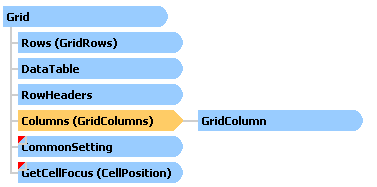 Grid
Rows (GridRows)
DataTable
RowHeaders
Columns (GridColumns)
GridColumn
CommonSetting
GetCellFocus (CellPosition)